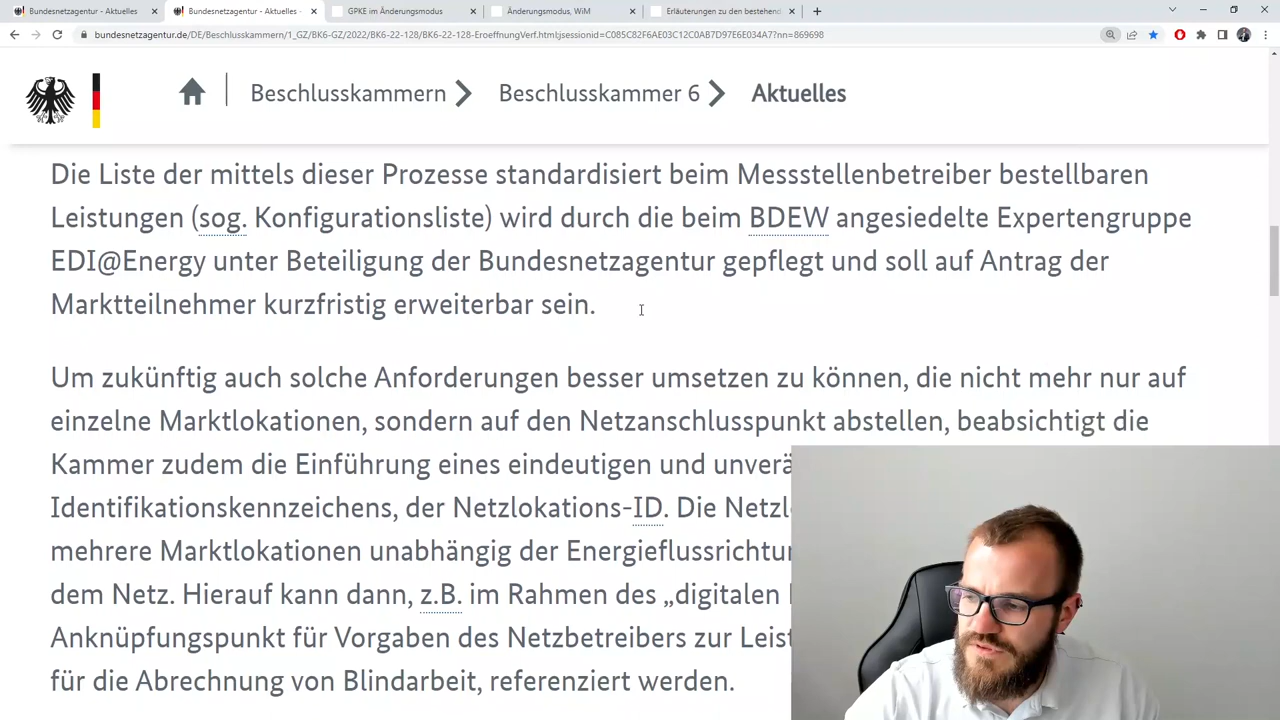 Bundesnetzagentur - Aktuelles
Bundesnetzagentur - Aktuelles
GPKE im Änderungsmodus
Änderungsmodus, WiM
Erläuterungen zu den bestehend
bundesnetzagentur.de/DE/Beschlusskammern/1_GZ/BK6-GZ/2022/BK6-22-128/BK6-22-128-EroeffnungVerf.html;jsessionid=C085C82F6AE03C12C0AB7D97E6E034A7?nn=869698
Beschlusskammern Beschlusskammer 6 Aktuelles
Die Liste der mittels dieser Prozesse standardisiert beim Messstellenbetreiber bestellbaren
Leistungen (sog. Konfigurationsliste) wird durch die beim BDEW angesiedelte Expertengruppe
EDI@Energy unter Beteiligung der Bundesnetzagentur gepflegt und soll auf Antrag der
Marktteilnehmer kurzfristig erweiterbar sein.
Um zukünftig auch solche Anforderungen besser umsetzen zu können, die nicht mehr nur auf
einzelne Marktlokationen, sondern auf den Netzanschlusspunkt abstellen, beabsichtigt die
Kammer zudem die Einführung eines eindeutigen und unverä
Identifikationskennzeichens, der Netzlokations-ID. Die Netzl
mehrere Marktlokationen unabhängig der Energieflussrichtun
dem Netz. Hierauf kann dann, z.B. im Rahmen des „digitalen
Anknüpfungspunkt für Vorgaben des Netzbetreibers zur Leist
für die Abrechnung von Blindarbeit, referenziert werden.